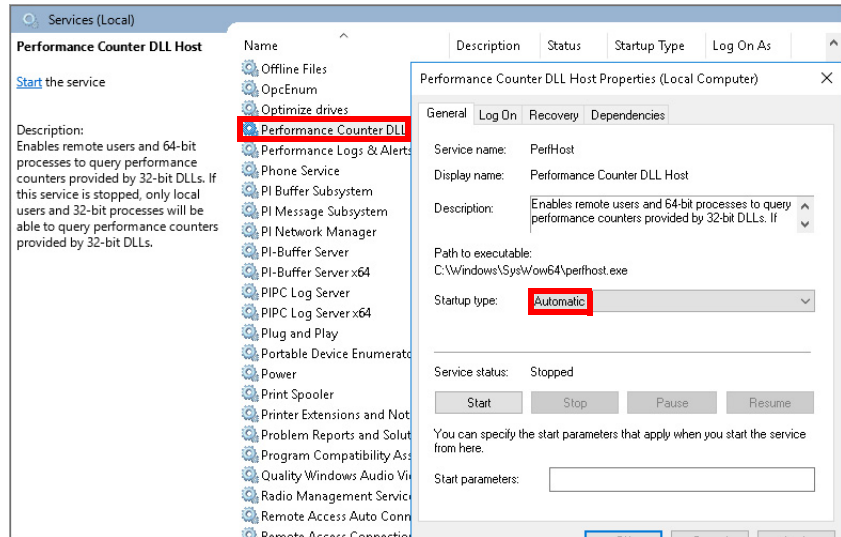 Services (Local)
Performance Counter DLL Host
Start the service
Description:
Enables remote users and 64-bit
processes to query performance
counters provided by 32-bit DLLs. If
this service is stopped, only local
users and 32-bit processes will be
able to query performance counters
provided by 32-bit DLLs.
Name Description Status Startup Type Log On As
Offline Files
OpcEnum
Optimize drives
Performance Counter DLL
Performance Logs & Alerts
Phone Service
PI Buffer Subsystem
PI Message Subsystem
PI Network Manager
PI-Buffer Server
PI-Buffer Server x64
PIPC Log Server
PIPC Log Server x64
Plug and Play
Portable Device Enumerato
Power
Print Spooler
Printer Extensions and Not
Problem Reports and Solut
Program Compatibility Ass
Quality Windows Audio Vi
Radio Management Service
Remote Access Auto Conn
Remote Access Connection
Performance Counter DLL Host Properties (Local Computer)
General Log On Recovery Dependencies
Service name: PerfHost
Display name: Performance Counter DLL Host
Description: Enables remote users and 64-bit processes to query
performance counters provided by 32-bit DLLs. If
Path to executable:
C:\Windows\SysWow64\perfhost.exe
Startup type: Automatic
Service status: Stopped
Start Stop Pause Resume
You can specify the start parameters that apply when you start the service
from here.
Start parameters: